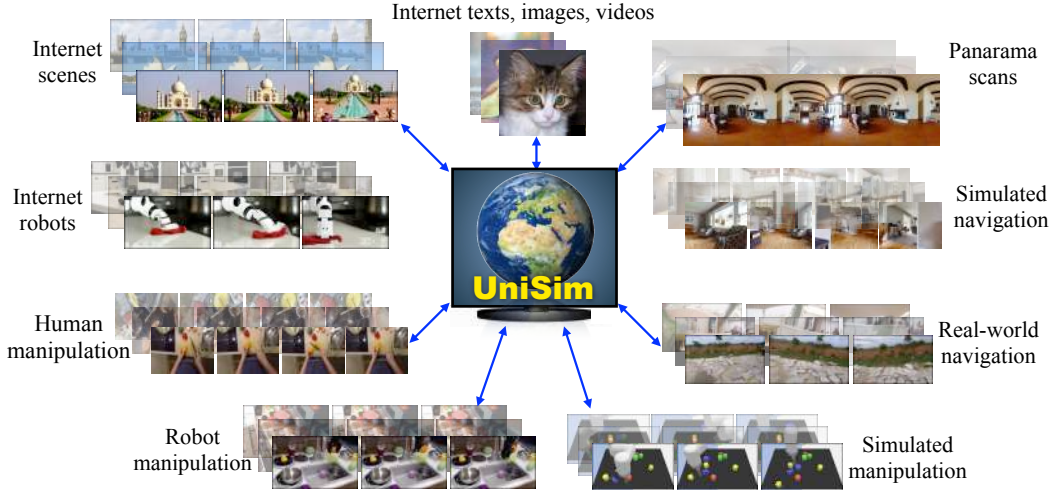 Internet texts, images, videos
Internet
scenes
Panarama
scans
Internet
robots
Simulated
navigation
UniSim
Human
manipulation
Real-world
navigation
Robot
manipulation
Simulated
manipulation